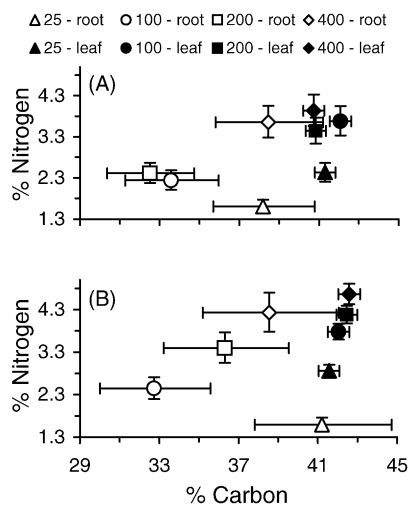 25 - root 100 - root 200 - root 400 - root
25 - leaf 100 - leaf 200 - leaf 400 - leaf
(A)
% Nitrogen
4.3
3.3
2.3
1.3
(B)
% Nitrogen
4.3
3.3
2.3
1.3
29 33 37 41 45
% Carbon